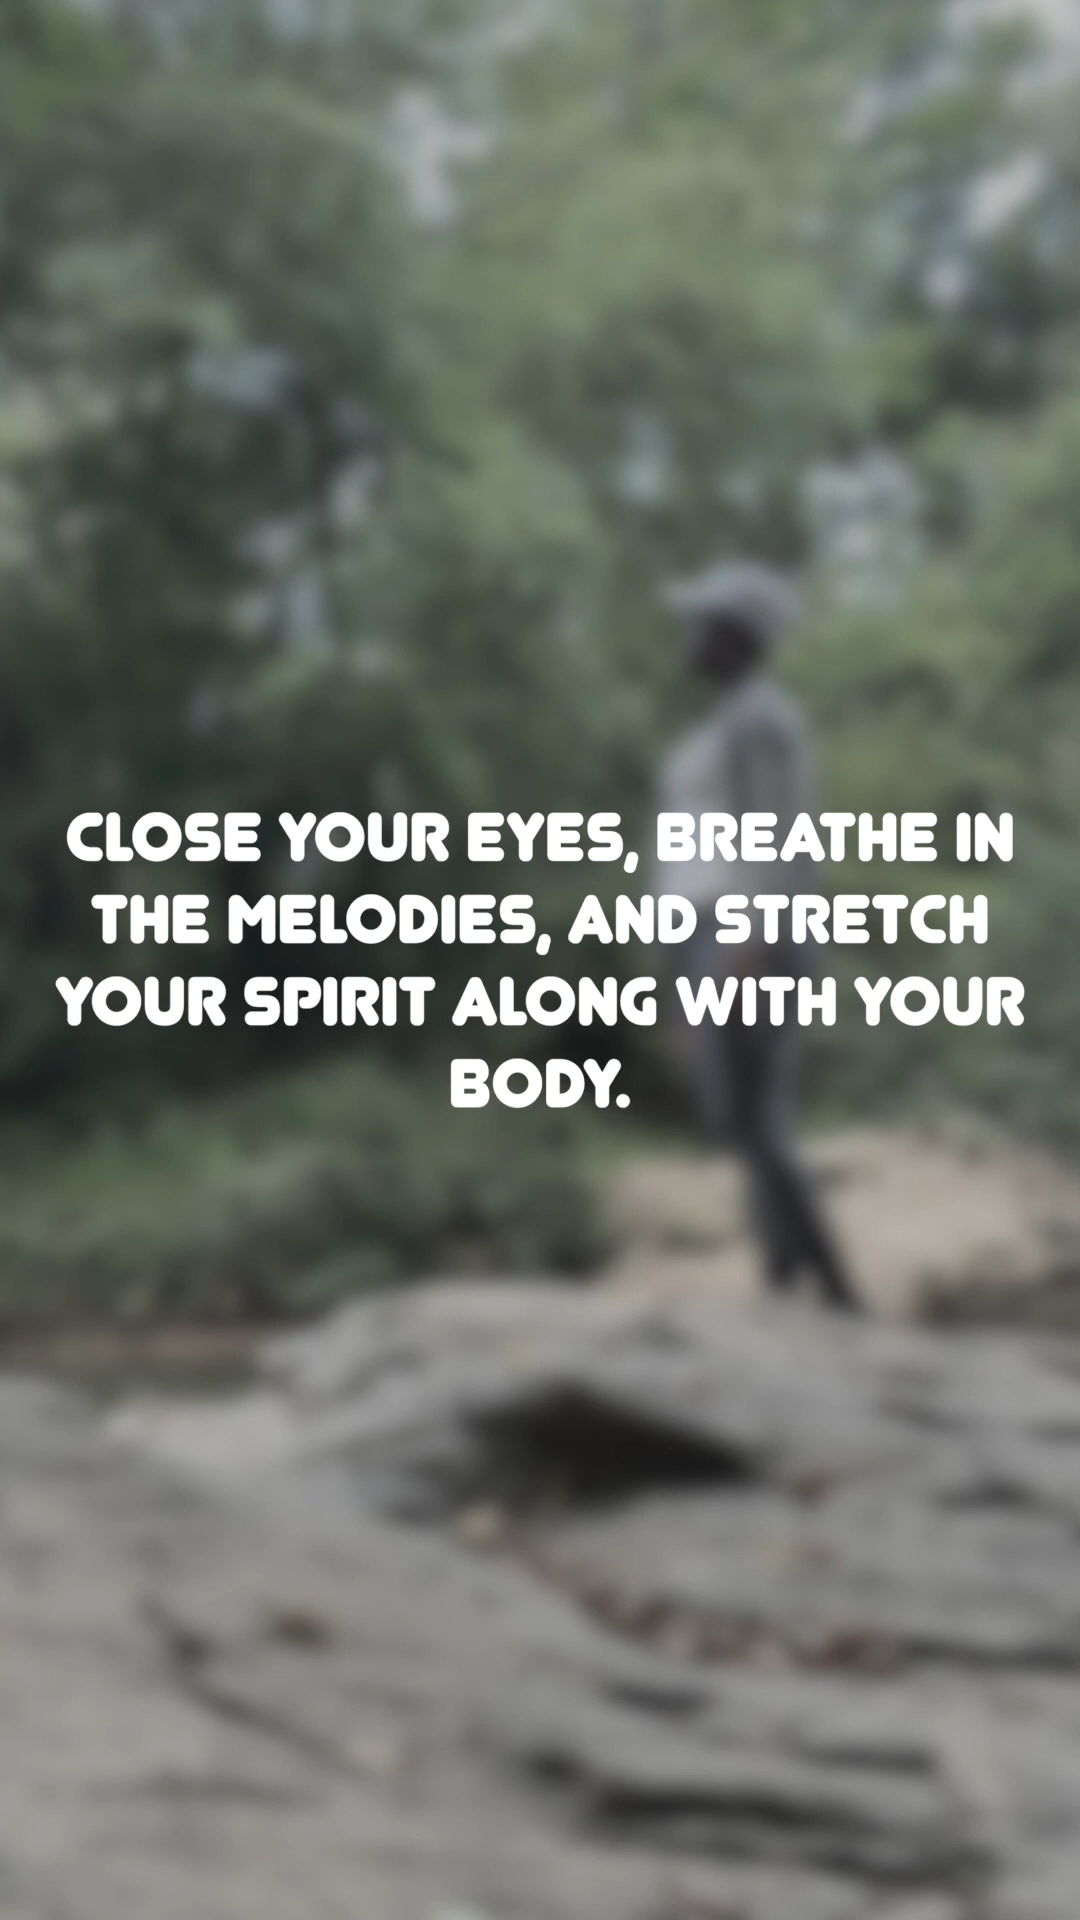 CLOSE YOUR EYES, BREATHE IN
THE MELODIES, AND STRETCH
YOUR SPIRIT ALONG WITH YOUR
BODY.